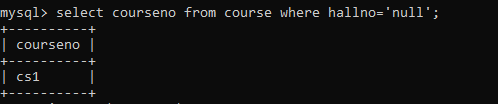 mysql> select courseno from course where hallno='null';
+----------+
| courseno |
+----------+
| cs1      |
+----------+